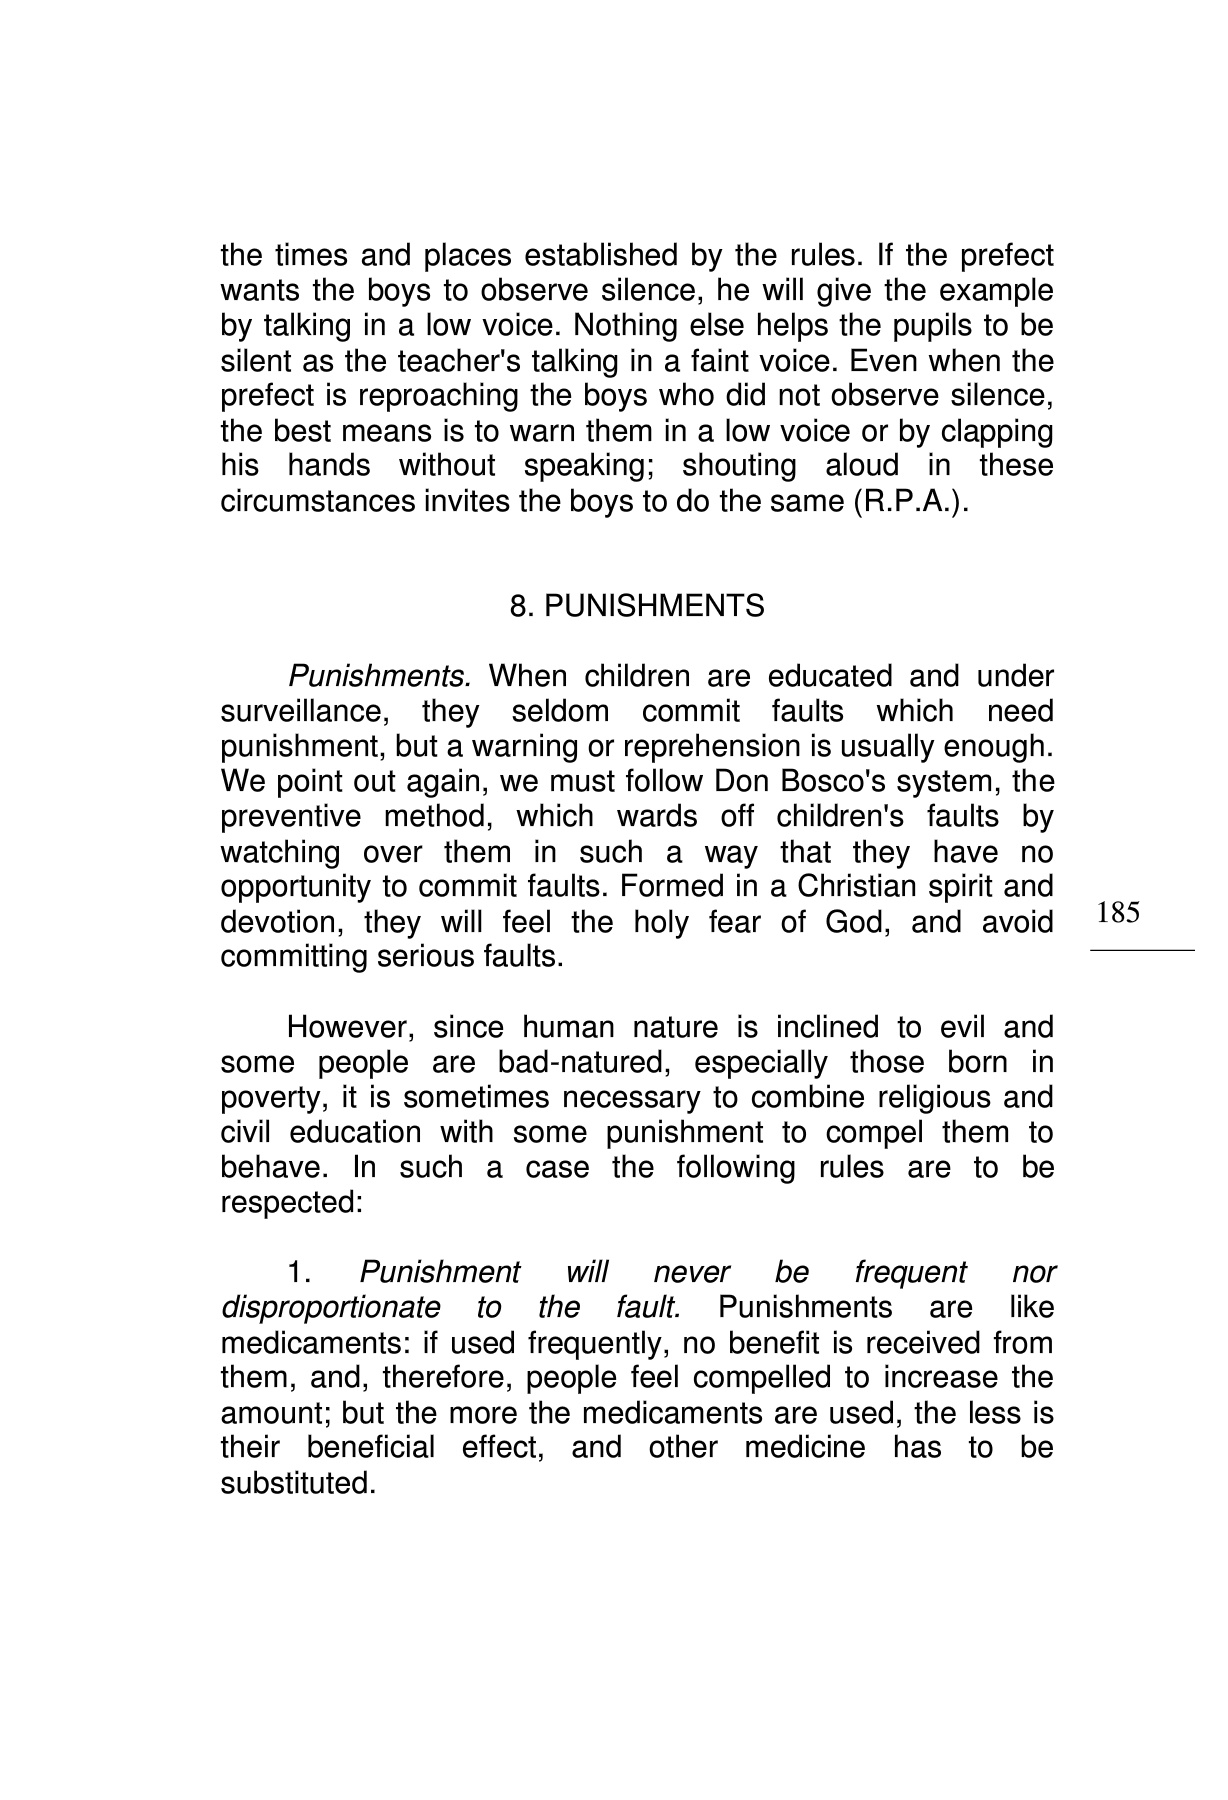 the times and places established by the rules. If the prefect
wants the boys to observe silence, he will give the example
by talking in a low voice. Nothing else helps the pupils to be
silent as the teacher's talking in a faint voice. Even when the
prefect is reproaching the boys who did not observe silence,
the best means is to warn them in a low voice or by clapping
his hands without speaking; shouting aloud in these
circumstances invites the boys to do the same (R.P.A.).
8. PUNISHMENTS
Punishments. When children are educated and under
surveillance, they seldom commit faults which need
punishment, but a warning or reprehension is usually enough.
We point out again, we must follow Don Bosco's system, the
preventive method, which wards off children's faults by
watching over them in such a way that they have no
opportunity to commit faults. Formed in a Christian spirit and
devotion, they will feel the holy fear of God, and avoid
committing serious faults.
185
However, since human nature is inclined to evil and
some people are bad-natured, especially those born in
poverty, it is sometimes necessary to combine religious and
civil education with some punishment to compel them to
behave. In such a case the following rules are to be
respected:
1. Punishment will never be frequent nor
disproportionate to the fault. Punishments are like
medicaments: if used frequently, no benefit is received from
them, and, therefore, people feel compelled to increase the
amount; but the more the medicaments are used, the less is
their beneficial effect, and other medicine has to be
substituted.